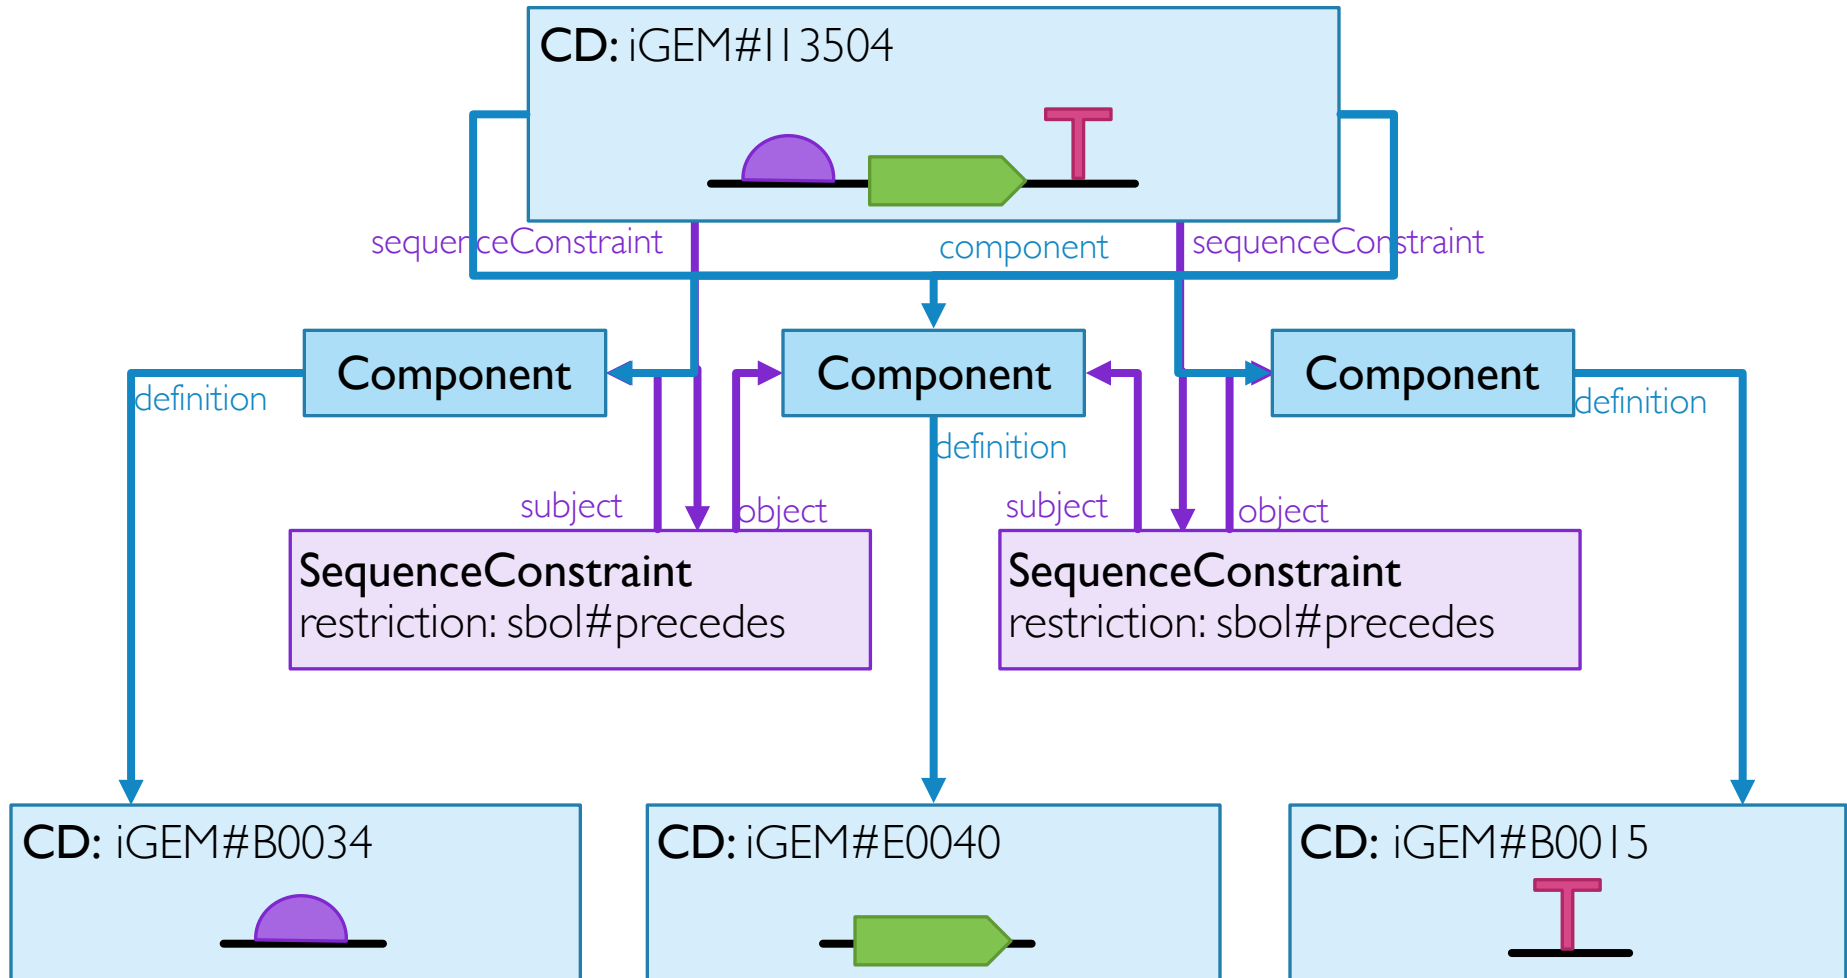 CD: iGEM#I13504
sequenceConstraint
component
sequenceConstraint
Component
Component
Component
definition
definition
definition
subject
object
subject
object
SequenceConstraint
restriction: sbol#precedes
SequenceConstraint
restriction: sbol#precedes
CD: iGEM#B0034
CD: iGEM#E0040
CD: iGEM#B0015